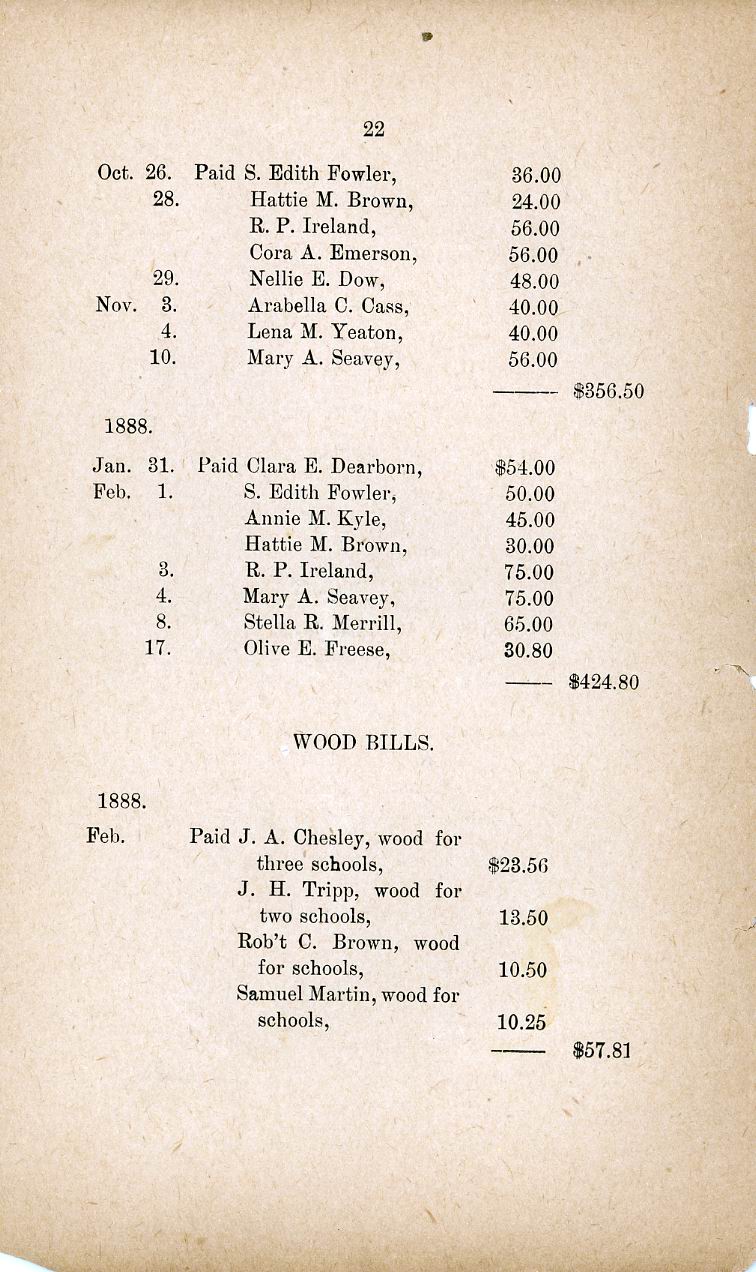 22
Oct. 26. Paid S. Edith Fowler, 36.00
28. Hattie M. Brown, 24.00
R. P. Ireland, 56.00
Cora A. Emerson, 56.00
29. Nellie E. Dow, 48.00
Nov. 3. Arabella C. Cass, 40.00
4. Lena M. Yeaton, 40.00
10. Mary A. Seavey, 56.00
——— $356.50
1888.
Jan. 31. Paid Clara E. Dearborn, $54.00
Feb. 1. S. Edith Fowler, 50.00
Annie M. Kyle, 45.00
Hattie M. Brown, 30.00
3. R. P. Ireland, 75.00
4. Mary A. Seavey, 75.00
8. Stella R. Merrill, 65.00
17. Olive E. Freese, 30.80
—— $424.80
WOOD BILLS.
1888.
Feb. Paid J. A. Chesley, wood for
three schools, $23.56
J. H. Tripp, wood for
two schools, 13.50
Rob't C. Brown, wood
for schools, 10.50
Samuel Martin, wood for
schools, 10.25
—— $57.81